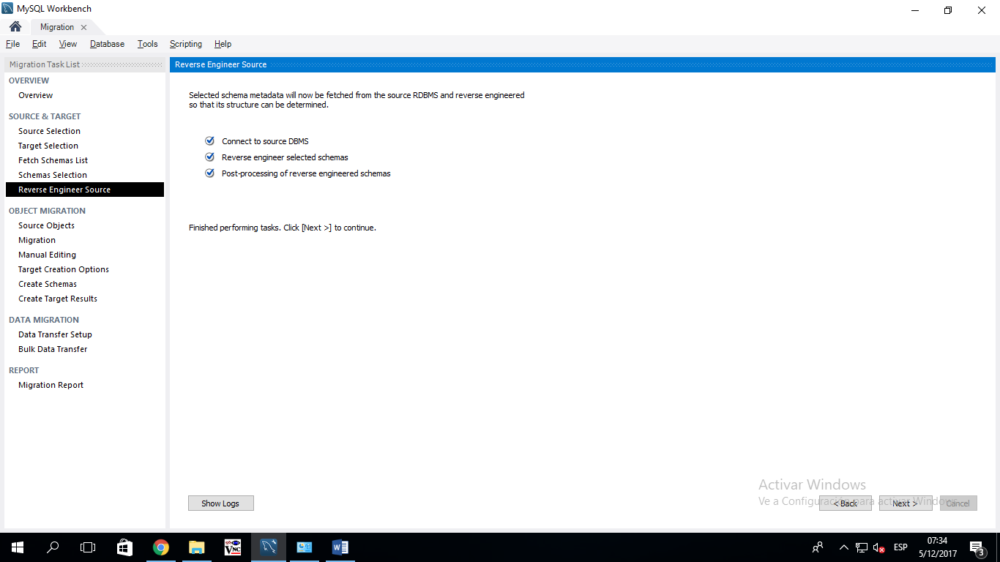 MySQL Workbench
Migration
File Edit View Database Tools Scripting Help
Migration Task List
OVERVIEW
Overview
SOURCE & TARGET
Source Selection
Target Selection
Fetch Schemas List
Schemas Selection
Reverse Engineer Source
OBJECT MIGRATION
Source Objects
Migration
Manual Editing
Target Creation Options
Create Schemas
Create Target Results
DATA MIGRATION
Data Transfer Setup
Bulk Data Transfer
REPORT
Migration Report
Reverse Engineer Source
Selected schema metadata will now be fetched from the source RDBMS and reverse engineered
so that its structure can be determined.
Connect to source DBMS
Reverse engineer selected schemas
Post-processing of reverse engineered schemas
Finished performing tasks. Click [Next >] to continue.
Activar Windows
Ve a Configuración para activar Windows.
Show Logs
< Back
Next >
Cancel
VNC
ESP
07:34
5/12/2017
3